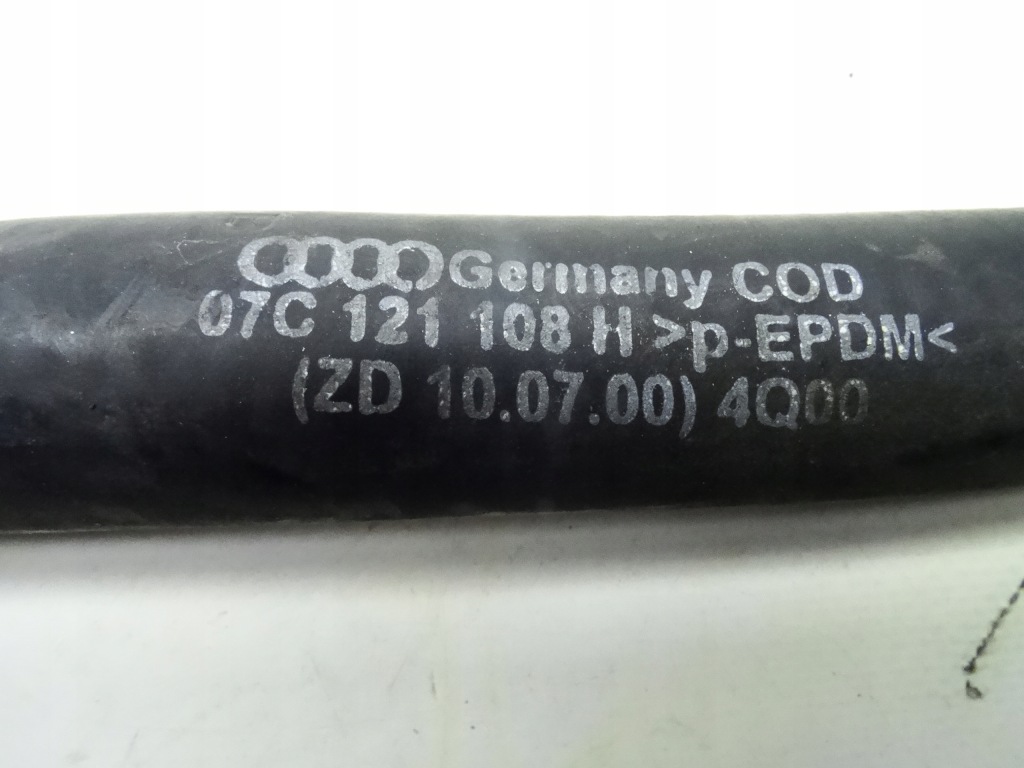 Germany COD
07C 121 108 H >p-EPDM<
(ZD 10.07.00) 4Q00